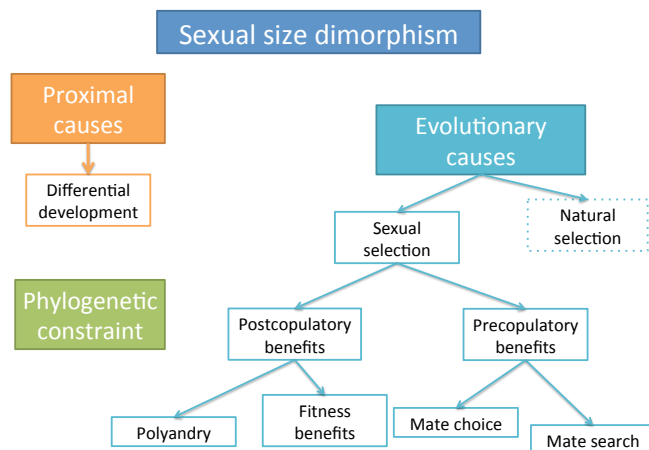 Sexual size dimorphism
Proximal
causes
Differential
development
Evolutionary
causes
Natural
selection
Sexual
selection
Phylogenetic
constraint
Postcopulatory
benefits
Precopulatory
benefits
Polyandry
Fitness
benefits
Mate choice
Mate search